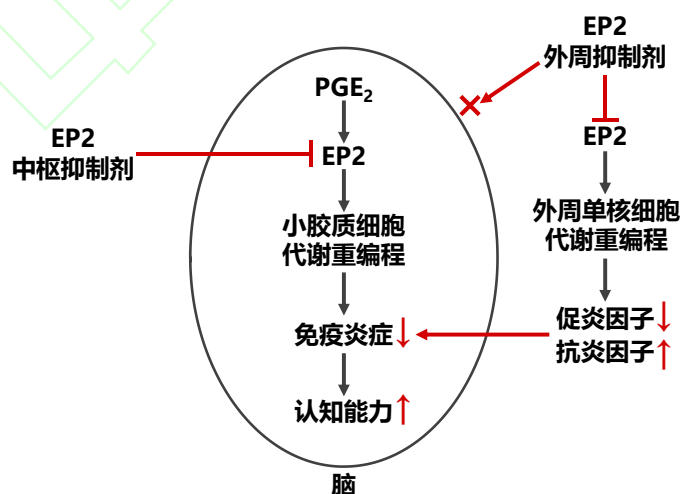 EP2
外周抑制剂
PGE₂
EP2
中枢抑制剂
EP2
EP2
小胶质细胞
代谢重编程
外周单核细胞
代谢重编程
免疫炎症↓
促炎因子↓
抗炎因子↑
认知能力↑
脑